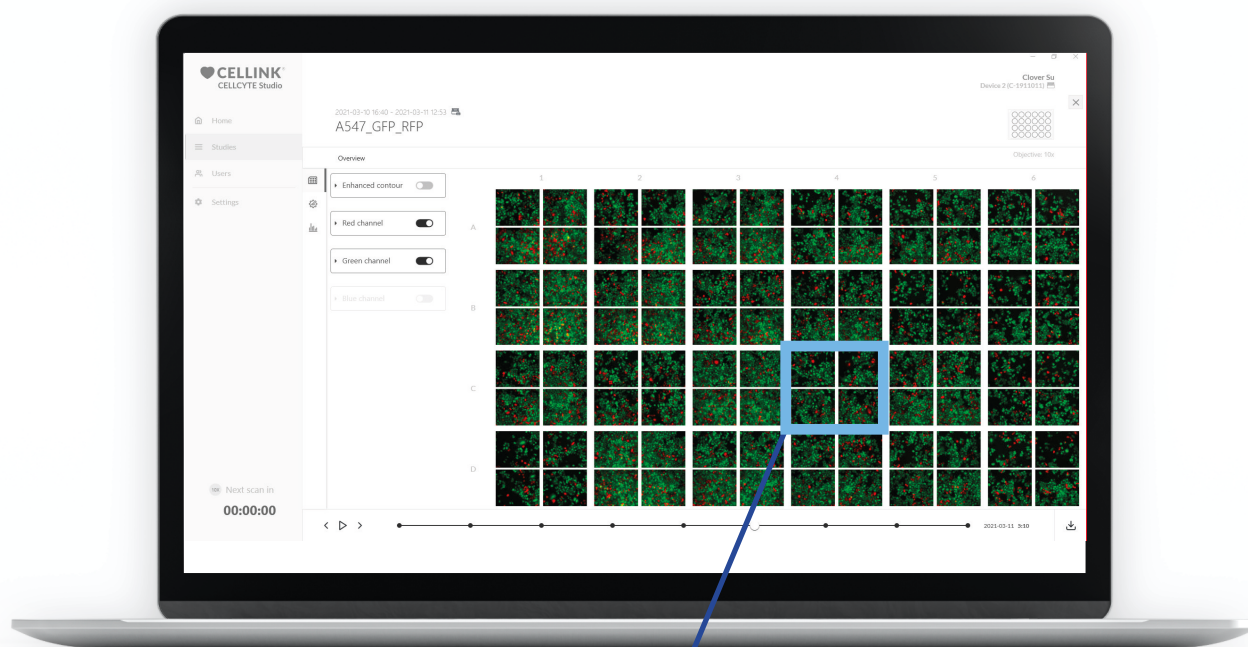 CELLINK®
CELLCYTE Studio
Clover Su
Device 2 (C-1911011)
Home
Studies
Users
Settings
2021-03-10 16:40 - 2021-03-11 12:53
A547_GFP_RFP
Objective: 10x
Overview
Enhanced contour
Red channel
Green channel
Blue channel
1 2 3 4 5 6
A
B
C
D
Next scan in
00:00:00
2021-03-11 3:10